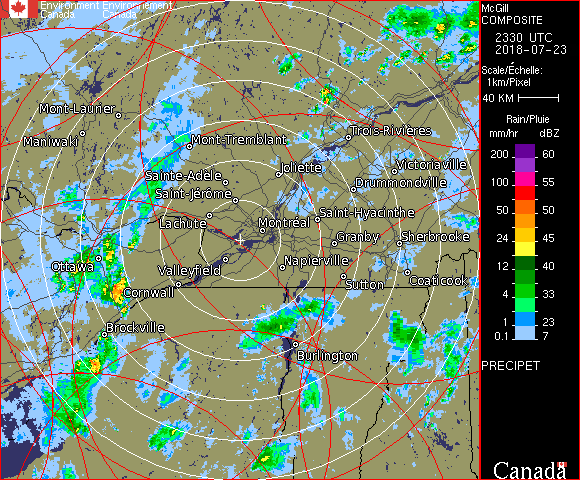 Environment Environnement
Canada Canada
Mont-Laurier
Maniwaki
Mont-Tremblant
Trois-Rivières
Sainte-Adèle
Joliette
Victoriaville
Saint-Jérôme
Drummondville
Lachute
Montréal
Saint-Hyacinthe
Granby
Sherbrooke
Ottawa
Valleyfield
Napierville
Cornwall
Sutton
Coaticook
Brockville
Burlington
McGill
COMPOSITE
2330 UTC
2018-07-23
Scale/Échelle:
1km/Pixel
40 KM
Rain/Pluie
mm/hr dBZ
200 60
100 55
50 50
24 45
12 40
4 33
1 23
0.1 7
PRECIPET
Canada